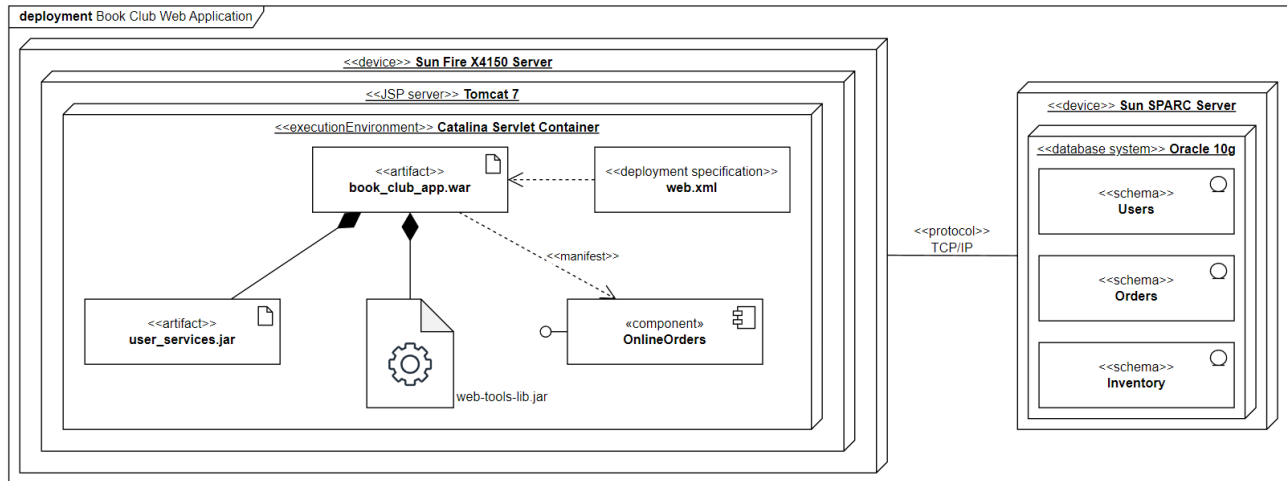 deployment Book Club Web Application
<<device>> Sun Fire X4150 Server
<<JSP server>> Tomcat 7
<<executionEnvironment>> Catalina Servlet Container
<<artifact>>
book_club_app.war
<<deployment specification>>
web.xml
<<manifest>>
<<artifact>>
user_services.jar
web-tools-lib.jar
«component»
OnlineOrders
<<protocol>>
TCP/IP
<<device>> Sun SPARC Server
<<database system>> Oracle 10g
<<schema>>
Users
<<schema>>
Orders
<<schema>>
Inventory